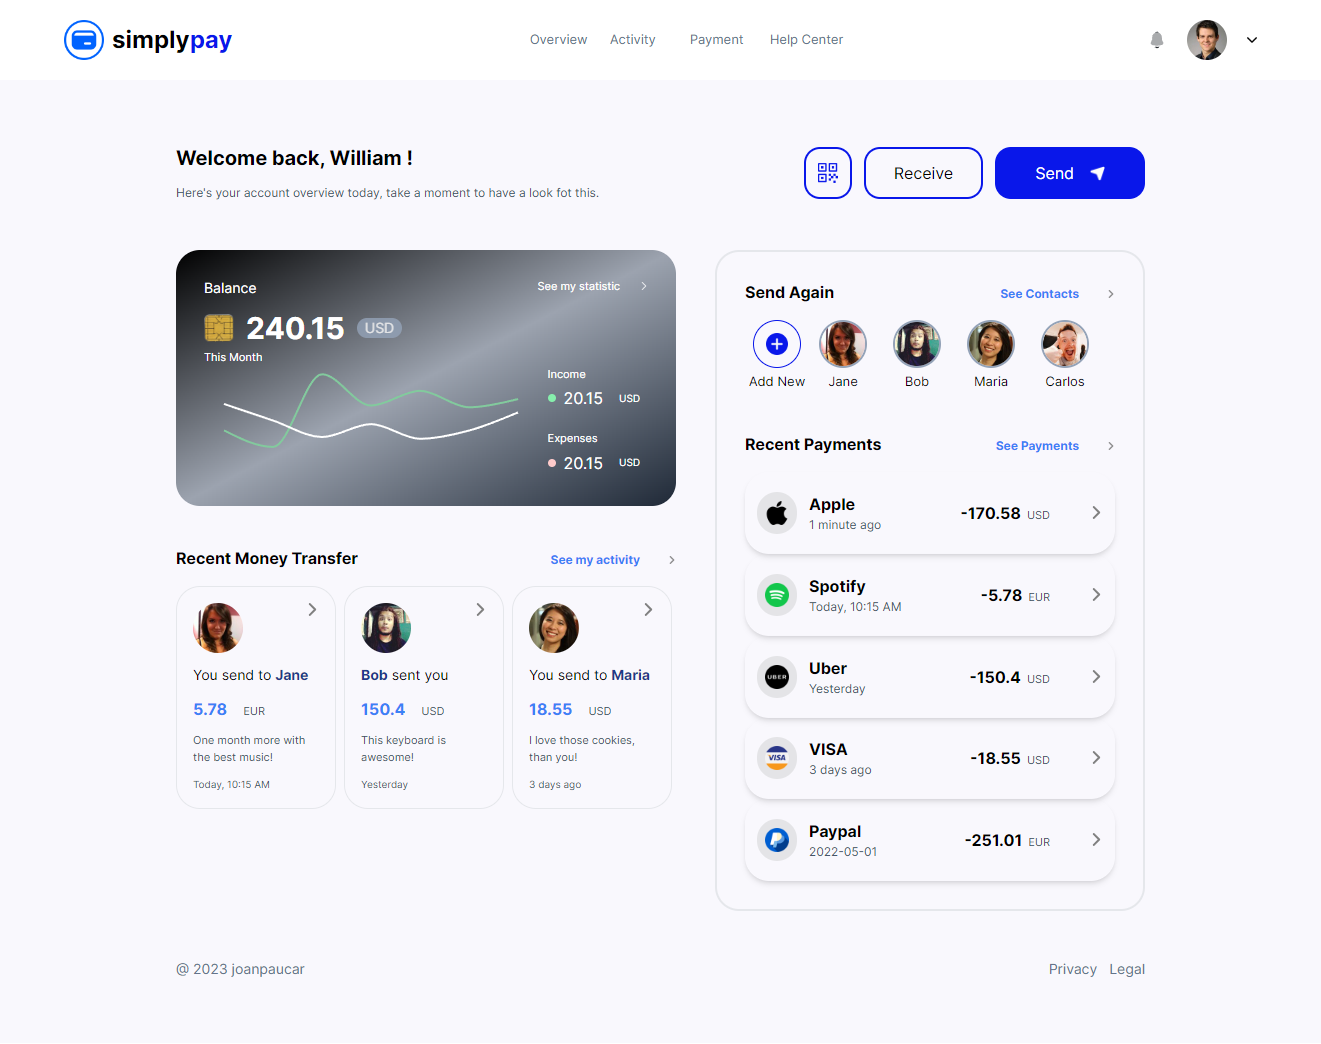 simplypay
Overview Activity Payment Help Center
Welcome back, William !
Here's your account overview today, take a moment to have a look fot this.
Receive
Send
Balance
See my statistic
240.15 USD
This Month
Income
20.15 USD
Expenses
20.15 USD
Recent Money Transfer
See my activity
You send to Jane
5.78 EUR
One month more with
the best music!
Today, 10:15 AM
Bob sent you
150.4 USD
This keyboard is
awesome!
Yesterday
You send to Maria
18.55 USD
I love those cookies,
than you!
3 days ago
Send Again
See Contacts
Add New Jane Bob Maria Carlos
Recent Payments
See Payments
Apple
1 minute ago
-170.58 USD
Spotify
Today, 10:15 AM
-5.78 EUR
UBER
Uber
Yesterday
-150.4 USD
VISA
VISA
3 days ago
-18.55 USD
Paypal
2022-05-01
-251.01 EUR
@ 2023 joanpaucar
Privacy Legal